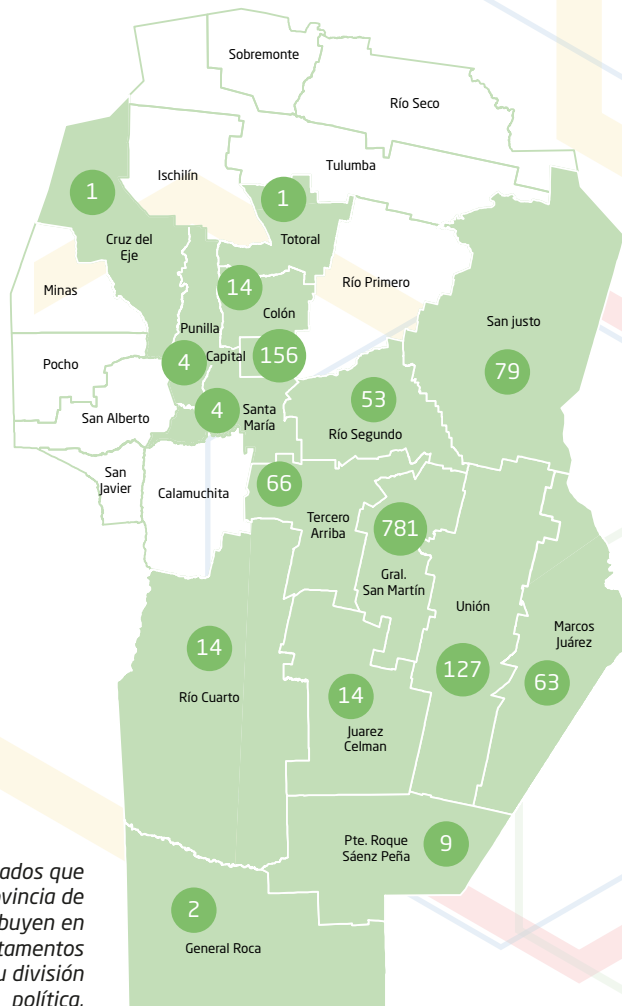 Sobremonte
Río Seco
Ischilín
Tulumba
1
1
Cruz del
Eje
Totoral
Minas
14
Río Primero
Colón
San justo
Punilla
Pocho
4
Capital
156
79
San Alberto
4
Santa
María
53
Río Segundo
San
Javier
Calamuchita
66
Tercero
Arriba
781
Gral.
San Martín
Unión
Marcos
Juárez
14
Río Cuarto
127
63
14
Juarez
Celman
Pte. Roque
Sáenz Peña
9
2
General Roca
ados que
ovincia de
ibuyen en
tamentos
u división
política.